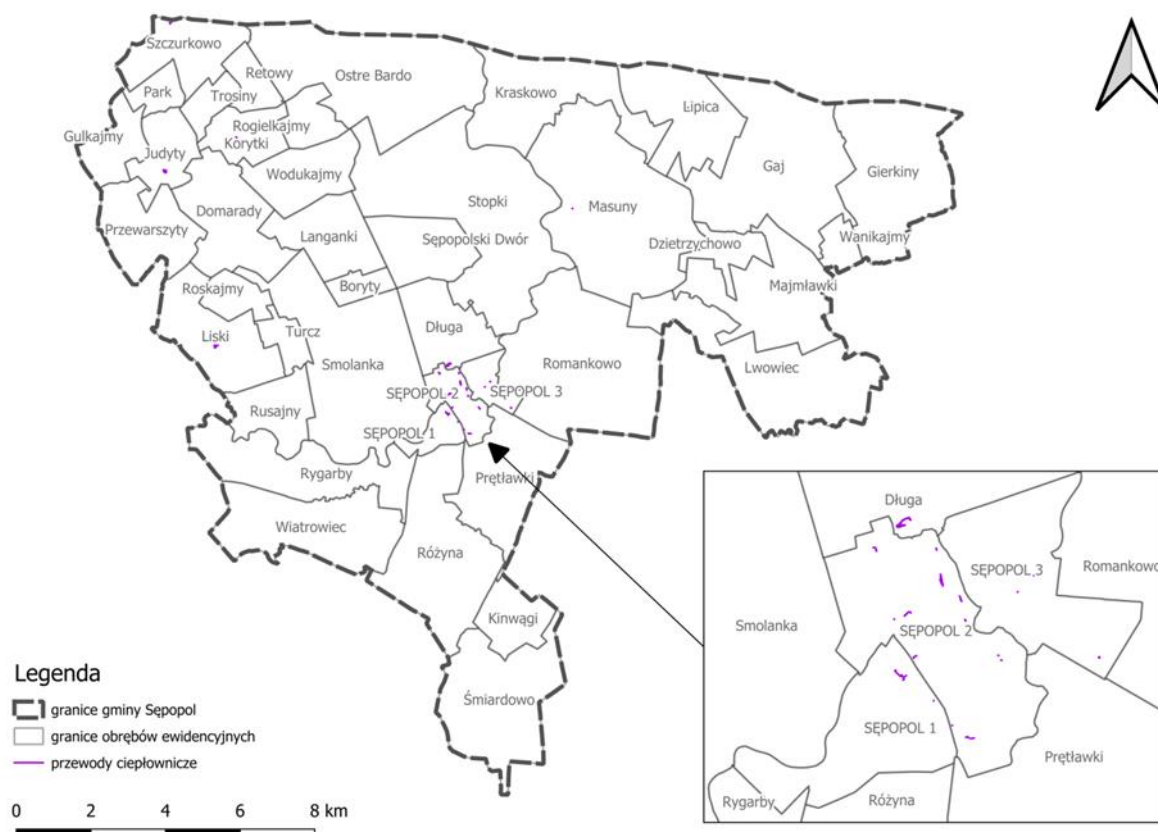 Szczurkowo
Retowy
Ostre Bardo
Park
Trosiny
Kraskowo
Lipica
Gulkajmy
Rogielkajmy
Korytki
Judyty
Wodukajmy
Gaj
Gierkiny
Przewarszyty
Domarady
Langanki
Stopki
Masuny
Sępopolski Dwór
Dzietrzychowo
Wanikajmy
Roskajmy
Boryty
Majmławki
Liski
Turcz
Długa
Smolanka
Romankowo
Lwowiec
SĘPOPOL 2
SĘPOPOL 3
Rusajny
SĘPOPOL 1
Rygarby
Prętławki
Wiatrowiec
Różyna
Kinwągi
Śmiardowo
Długa
SĘPOPOL 3
Romankowo
Smolanka
SĘPOPOL 2
SĘPOPOL 1
Prętławki
Rygarby
Różyna
Legenda
granice gminy Sępopol
granice obrębów ewidencyjnych
przewody ciepłownicze
0 2 4 6 8 km